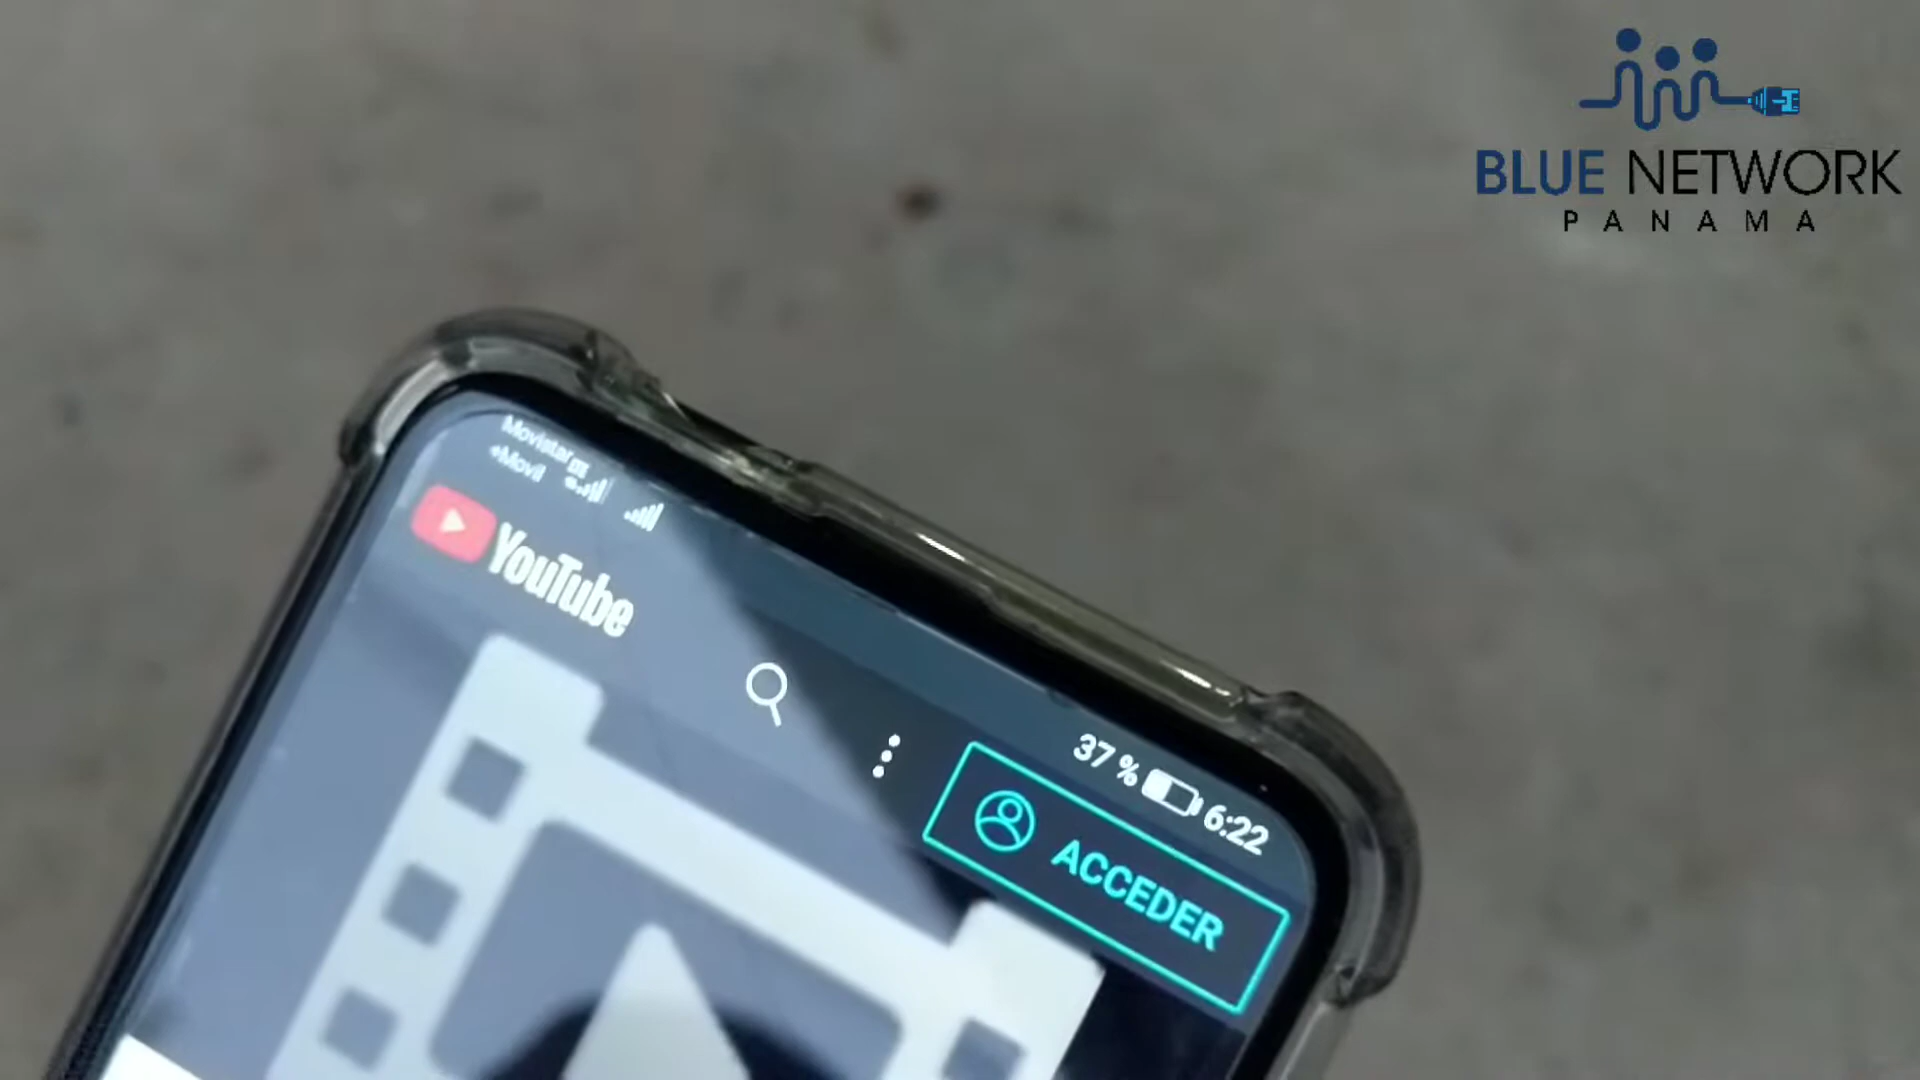 BLUE NETWORK
PANAMA
Movistar
+Movil
YouTube
37 %
6:22
ACCEDER